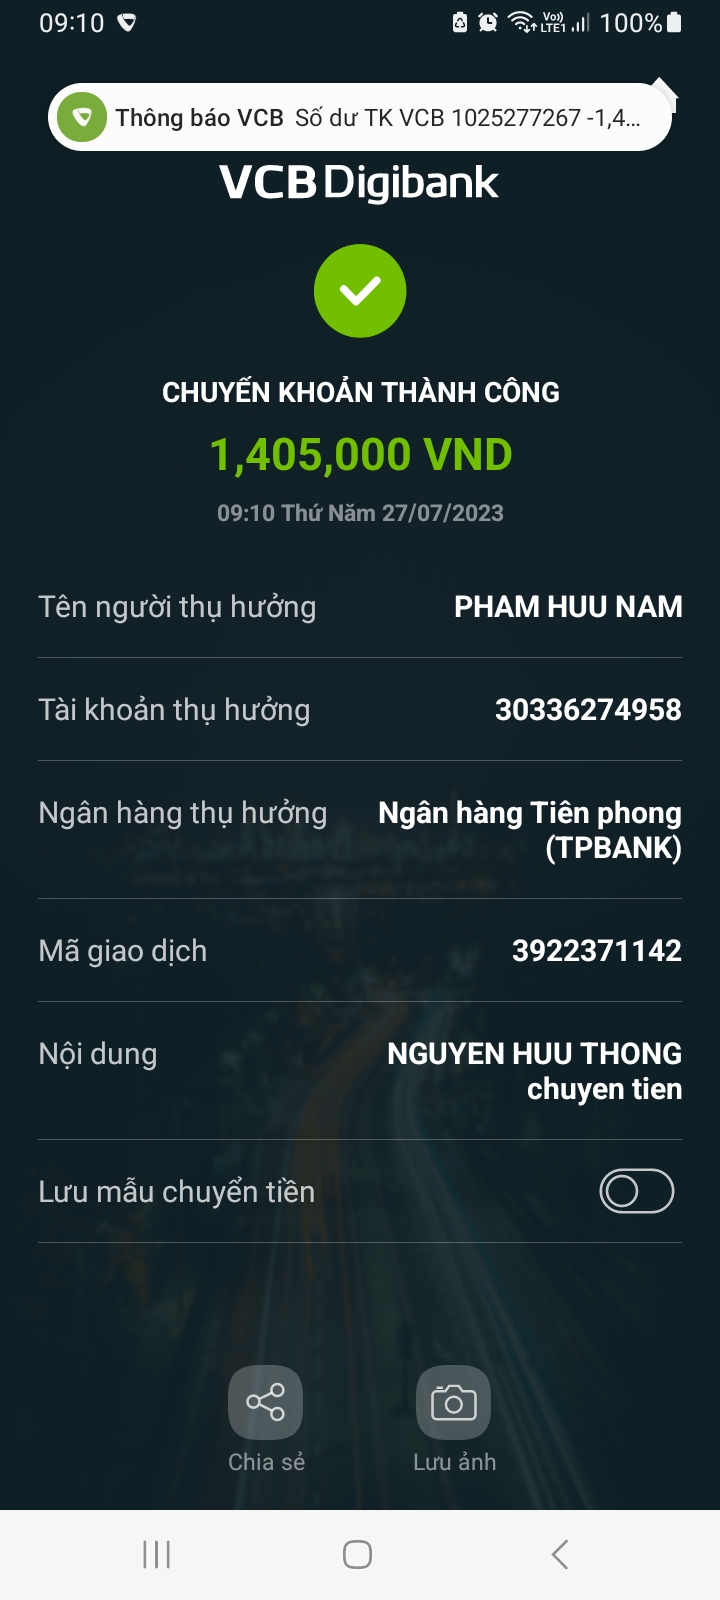 09:10 Vo)) LTE1 100%
Thông báo VCB Số dư TK VCB 1025277267 -1,4...
VCB Digibank
CHUYỂN KHOẢN THÀNH CÔNG
1,405,000 VND
09:10 Thứ Năm 27/07/2023
Tên người thụ hưởng PHAM HUU NAM
Tài khoản thụ hưởng 30336274958
Ngân hàng thụ hưởng Ngân hàng Tiên phong
(TPBANK)
Mã giao dịch 3922371142
Nội dung NGUYEN HUU THONG
chuyen tien
Lưu mẫu chuyển tiền
Chia sẻ Lưu ảnh